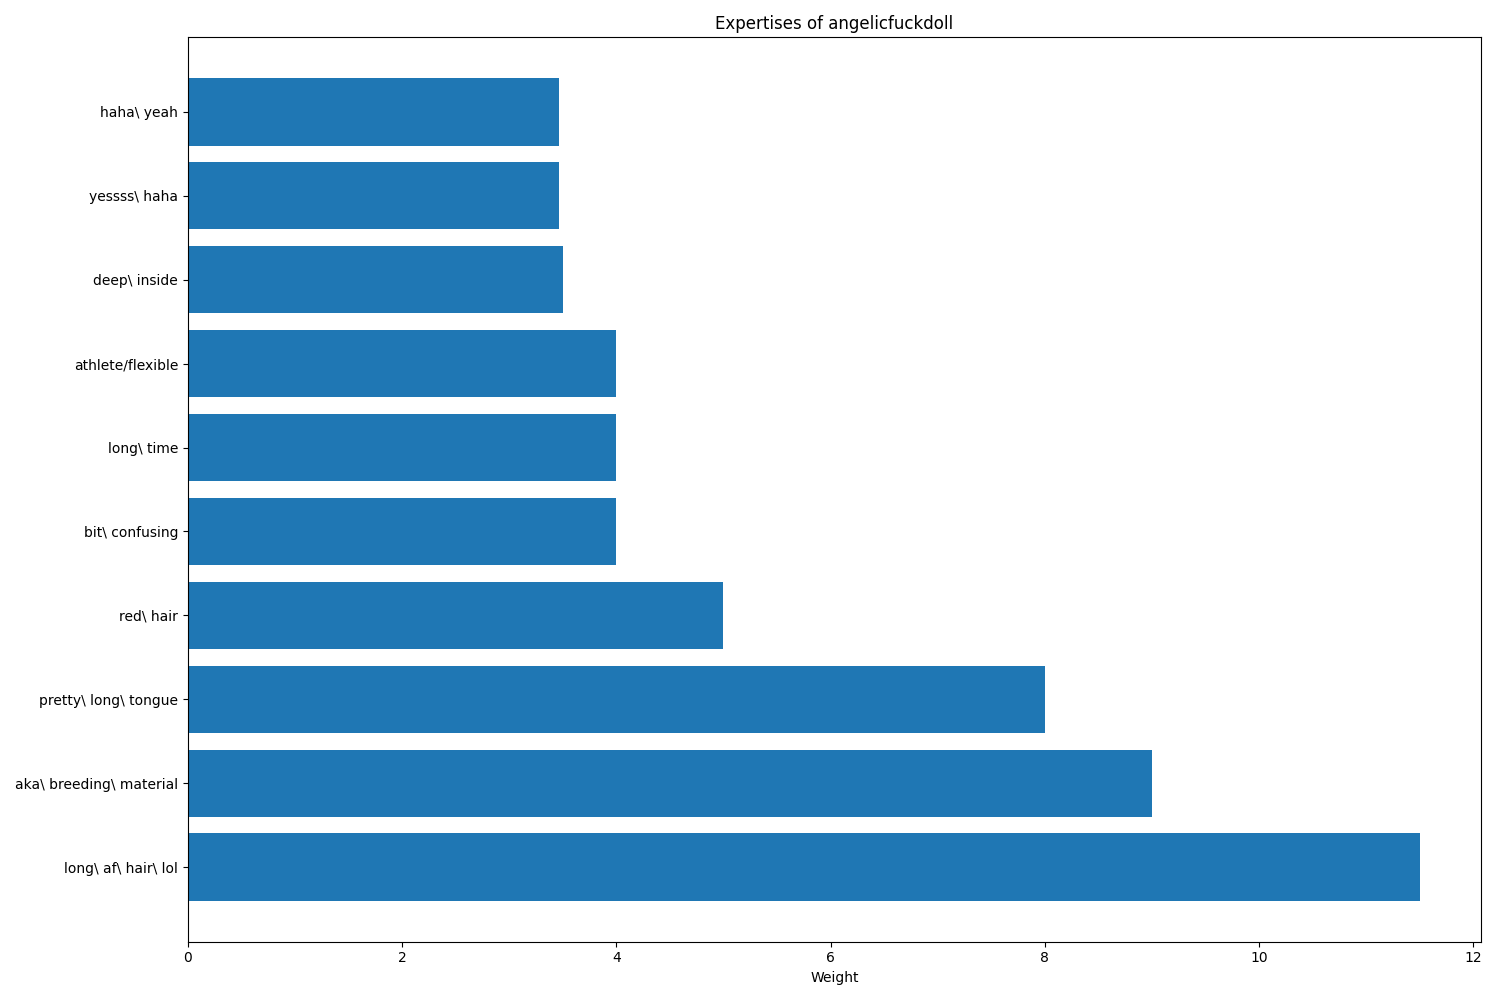 Expertises of angelicfuckdoll
haha\ yeah
yessss\ haha
deep\ inside
athlete/flexible
long\ time
bit\ confusing
red\ hair
pretty\ long\ tongue
aka\ breeding\ material
long\ af\ hair\ lol
0 2 4 6 8 10 12
Weight